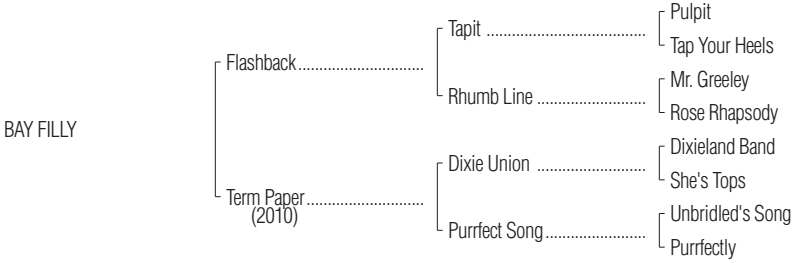 Pulpit
Tapit ......................................
Tap Your Heels
Flashback..............................
Mr. Greeley
Rhumb Line ..........................
Rose Rhapsody
BAY FILLY
Dixieland Band
Dixie Union ..........................
She's Tops
Term Paper............................
(2010)
Unbridled's Song
Purrfect Song........................
Purrfectly